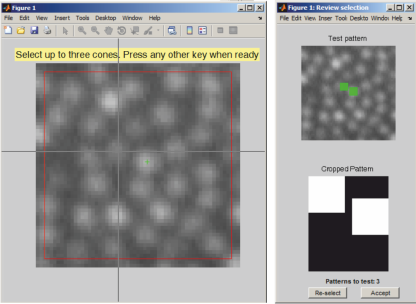 Figure 1
File Edit View Insert Tools Desktop Window Help
Select up to three cones. Press any other key when ready
Figure 1: Review selection
File Edit View Inser Tools Deskto Windov Help
Test pattern
Cropped Pattern
Patterns to test: 3
Re-select Accept